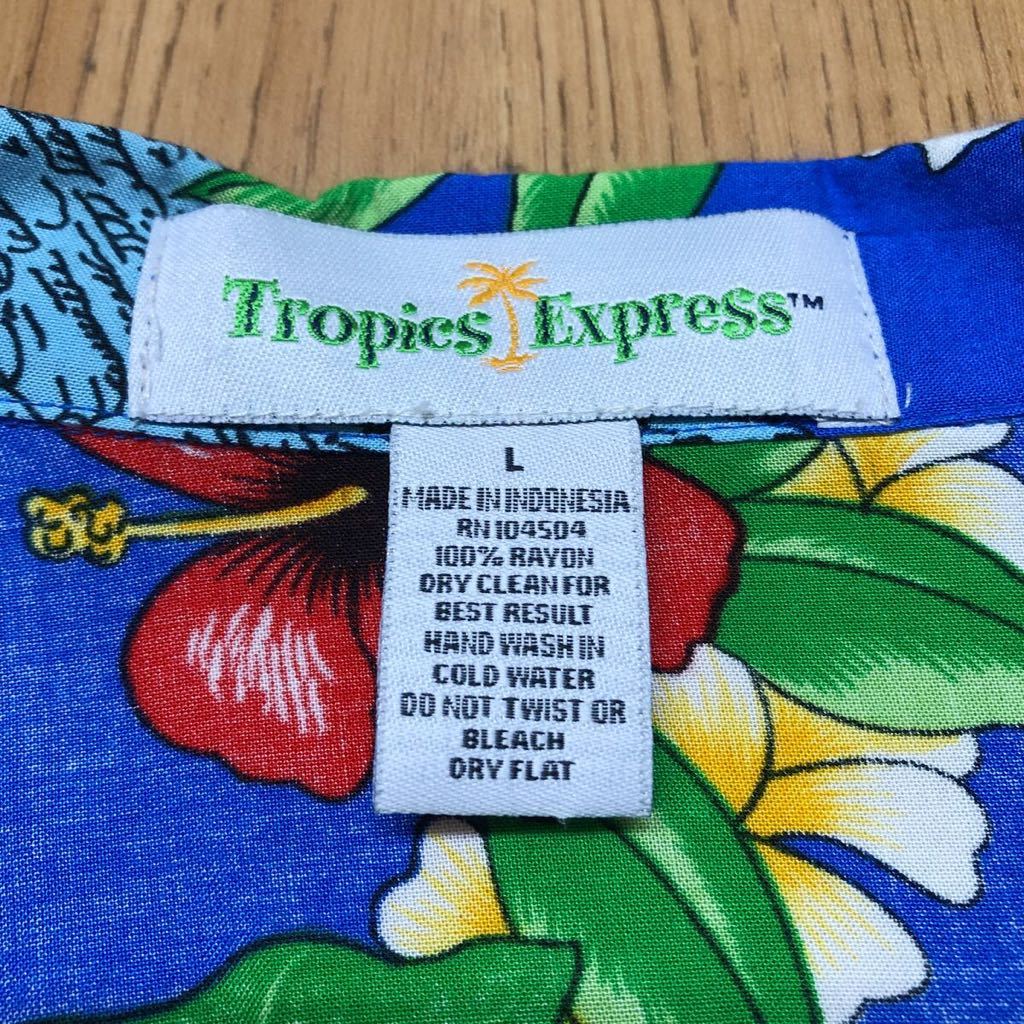 Tropics Express™
L
MADE IN INDONESIA
RN 104504
100% RAYON
DRY CLEAN FOR
BEST RESULT
HAND WASH IN
COLD WATER
DO NOT TWIST OR
BLEACH
DRY FLAT